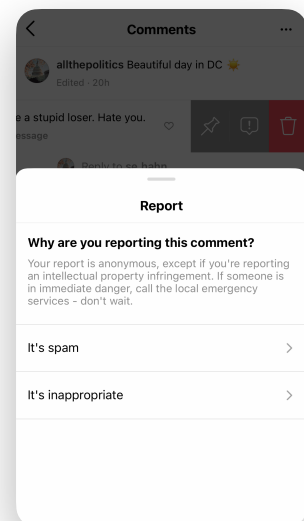 Comments
allthepolitics Beautiful day in DC ☀️
Edited · 20h
e a stupid loser. Hate you.
essage
Reply to se.hahn
Report
Why are you reporting this comment?
Your report is anonymous, except if you're reporting
an intellectual property infringement. If someone is
in immediate danger, call the local emergency
services - don't wait.
It's spam
It's inappropriate